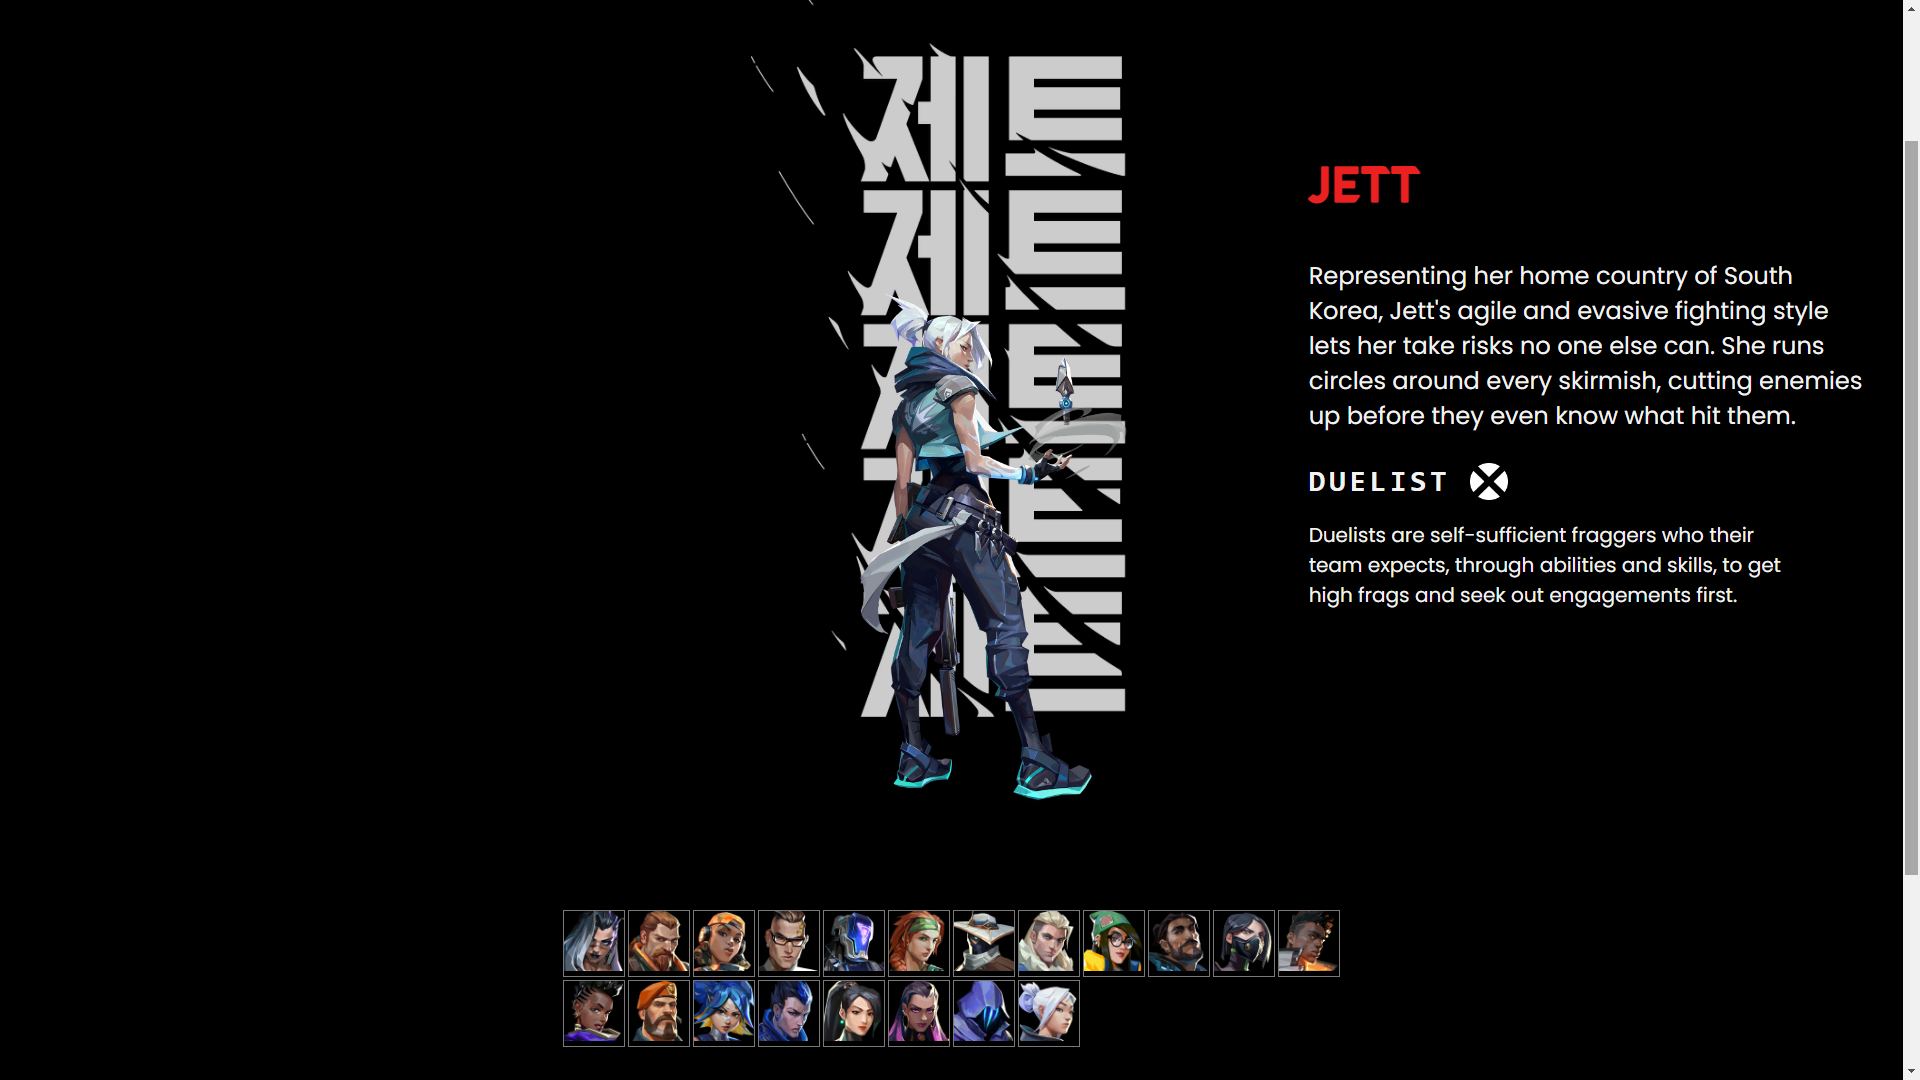 제트
제트
제트
제트
제트
JETT
Representing her home country of South
Korea, Jett's agile and evasive fighting style
lets her take risks no one else can. She runs
circles around every skirmish, cutting enemies
up before they even know what hit them.
DUELIST
Duelists are self-sufficient fraggers who their
team expects, through abilities and skills, to get
high frags and seek out engagements first.